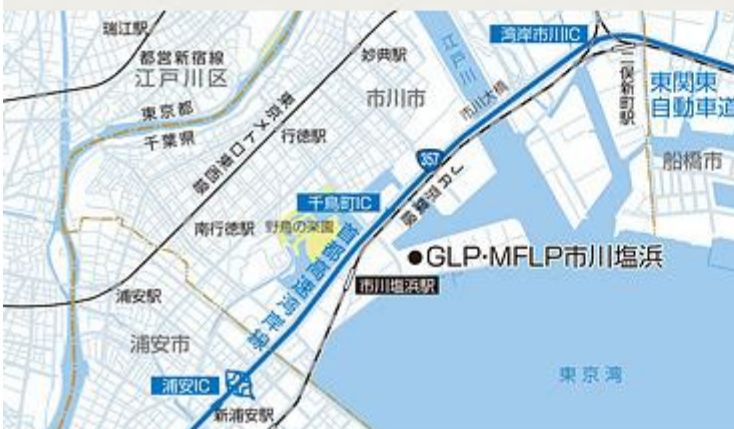 瑞江駅
都営新宿線
江戸川区
妙典駅
江戸川
湾岸市川IC
二俣新町駅
東関東
自動車道
市川市
市川大橋
東京都
千葉県
東京メトロ東西線
行徳駅
357
JR京葉線
船橋市
千鳥町IC
南行徳駅
野鳥の楽園
首都高速湾岸線
●GLP・MFLP市川塩浜
市川塩浜駅
浦安駅
浦安市
東京湾
浦安IC
新浦安駅